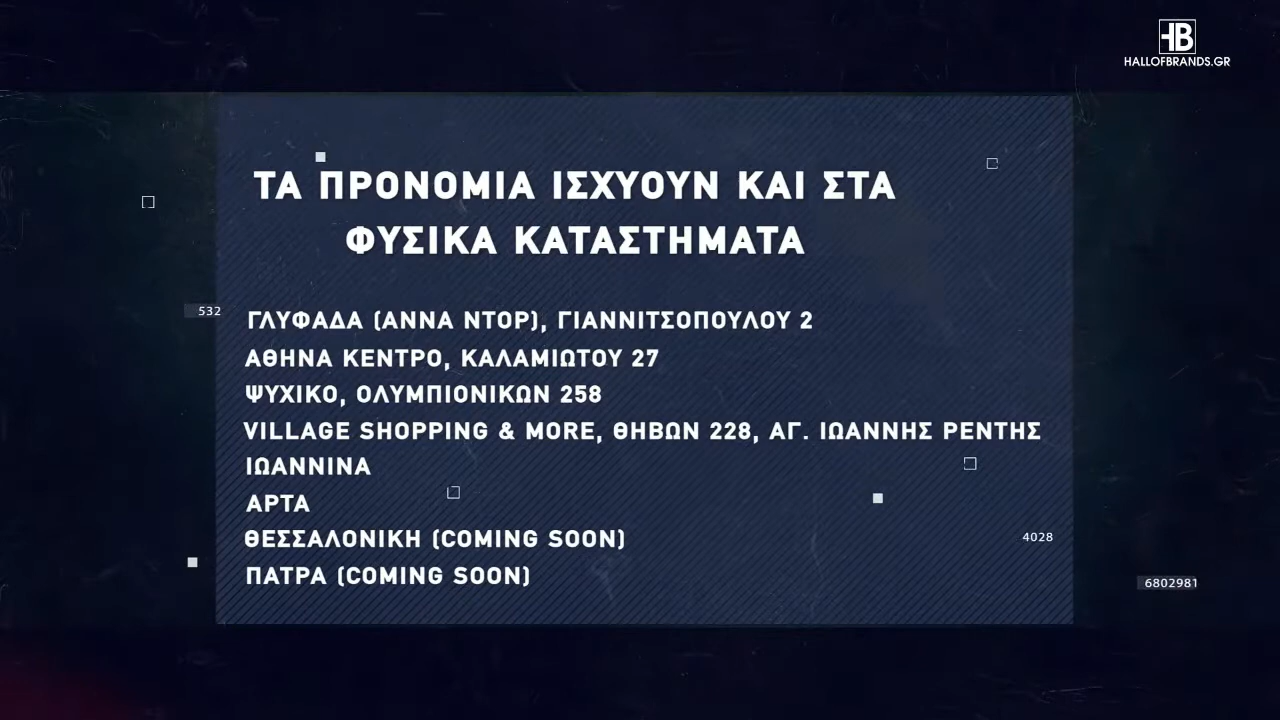 HB
HALLOFBRANDS.GR
ΤΑ ΠΡΟΝΟΜΙΑ ΙΣΧΥΟΥΝ ΚΑΙ ΣΤΑ
ΦΥΣΙΚΑ ΚΑΤΑΣΤΗΜΑΤΑ
532
ΓΛΥΦΑΔΑ (ΑΝΝΑ ΝΤΟΡ), ΓΙΑΝΝΙΤΣΟΠΟΥΛΟΥ 2
ΑΘΗΝΑ ΚΕΝΤΡΟ, ΚΑΛΑΜΙΩΤΟΥ 27
ΨΥΧΙΚΟ, ΟΛΥΜΠΙΟΝΙΚΩΝ 258
VILLAGE SHOPPING & MORE, ΘΗΒΩΝ 228, ΑΓ. ΙΩΑΝΝΗΣ ΡΕΝΤΗΣ
ΙΩΑΝΝΙΝΑ
ΑΡΤΑ
ΘΕΣΣΑΛΟΝΙΚΗ (COMING SOON)
4028
ΠΑΤΡΑ (COMING SOON)
6802981